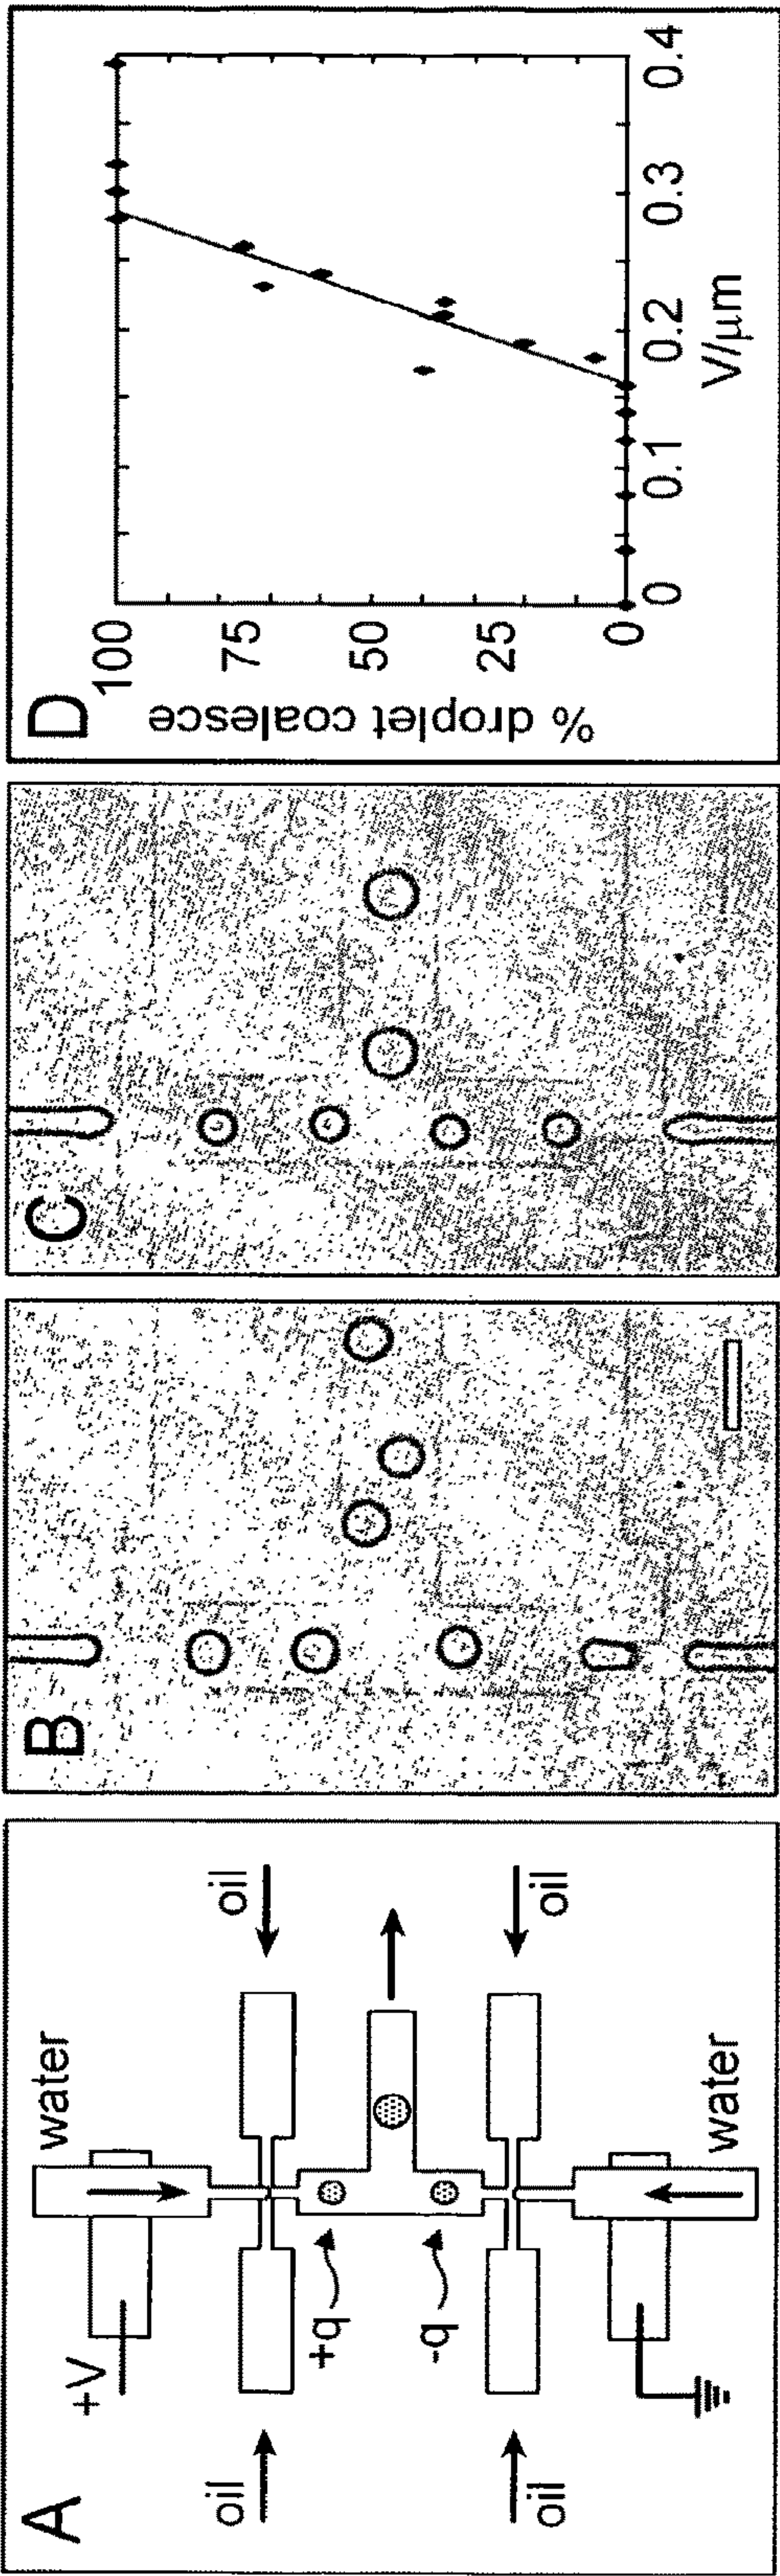 A
water
+V
oil
oil
+q
-q
oil
oil
water
B
C
D
% droplet coalesce
100
75
50
25
0
0
0.1
0.2
0.3
0.4
V/μm